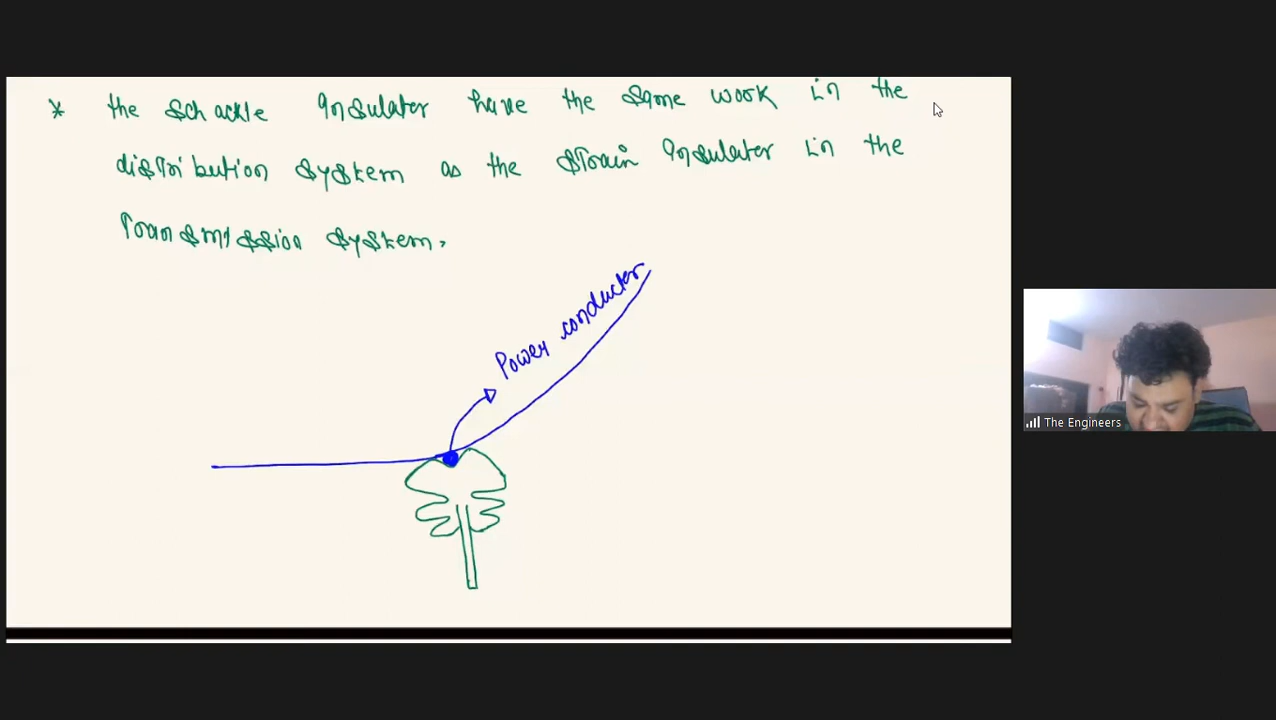 * the Schackle Insulater have the same work in the
distribution system as the strain Insulater in the
Transmission system.
Power conductor
The Engineers